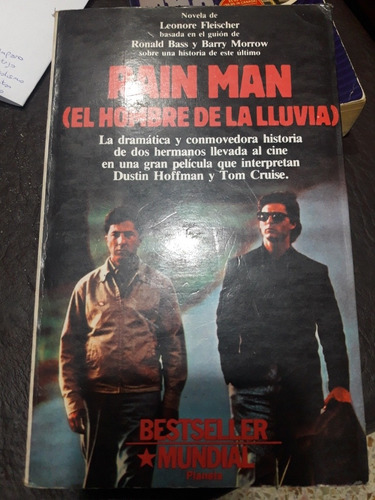 Novela de
Leonore Fleischer
basada en el guión de
Ronald Bass y Barry Morrow
sobre una historia de este último
RAIN MAN
(EL HOMBRE DE LA LLUVIA)
La dramática y conmovedora historia
de dos hermanos llevada al cine
en una gran película que interpretan
Dustin Hoffman y Tom Cruise.
BESTSELLER
MUNDIAL
Planeta